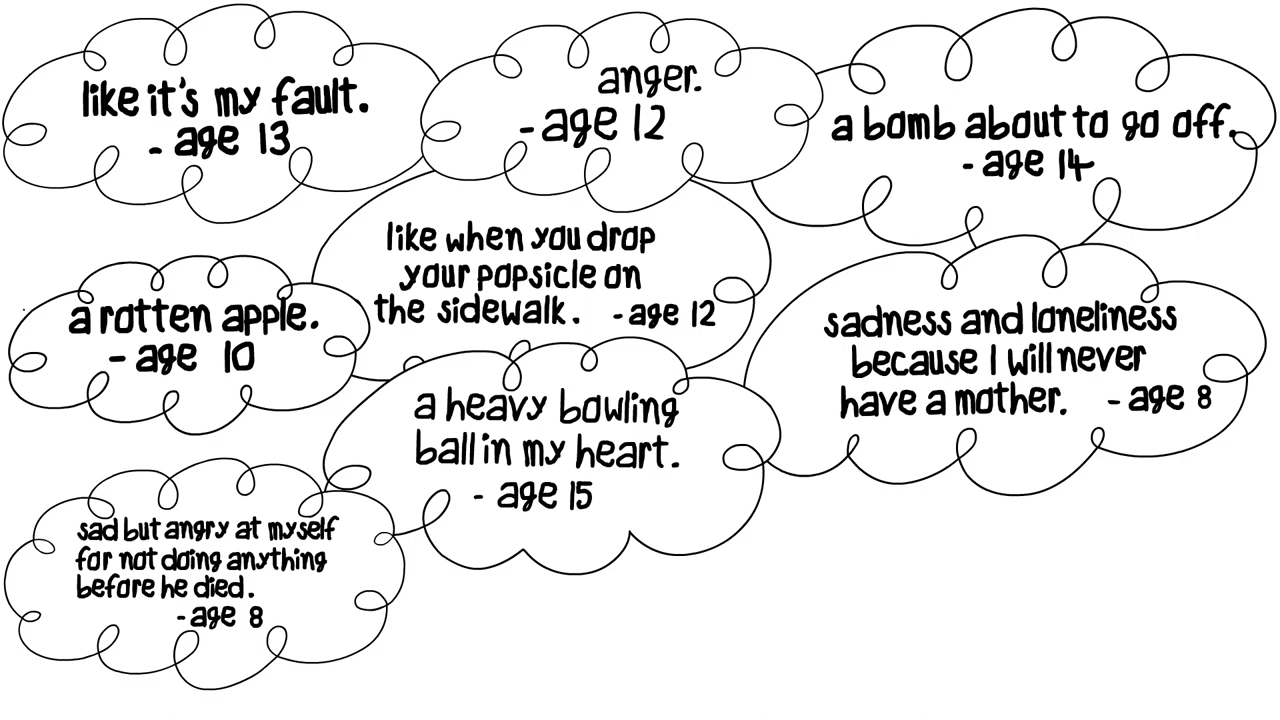 like it's my fault.
- age 13
anger.
- age 12
a bomb about to go off.
- age 14
like when you drop
your popsicle on
the sidewalk. - age 12
a rotten apple.
- age 10
sadness and loneliness
because I will never
have a mother. - age 8
a heavy bowling
ball in my heart.
- age 15
sad but angry at myself
for not doing anything
before he died.
- age 8